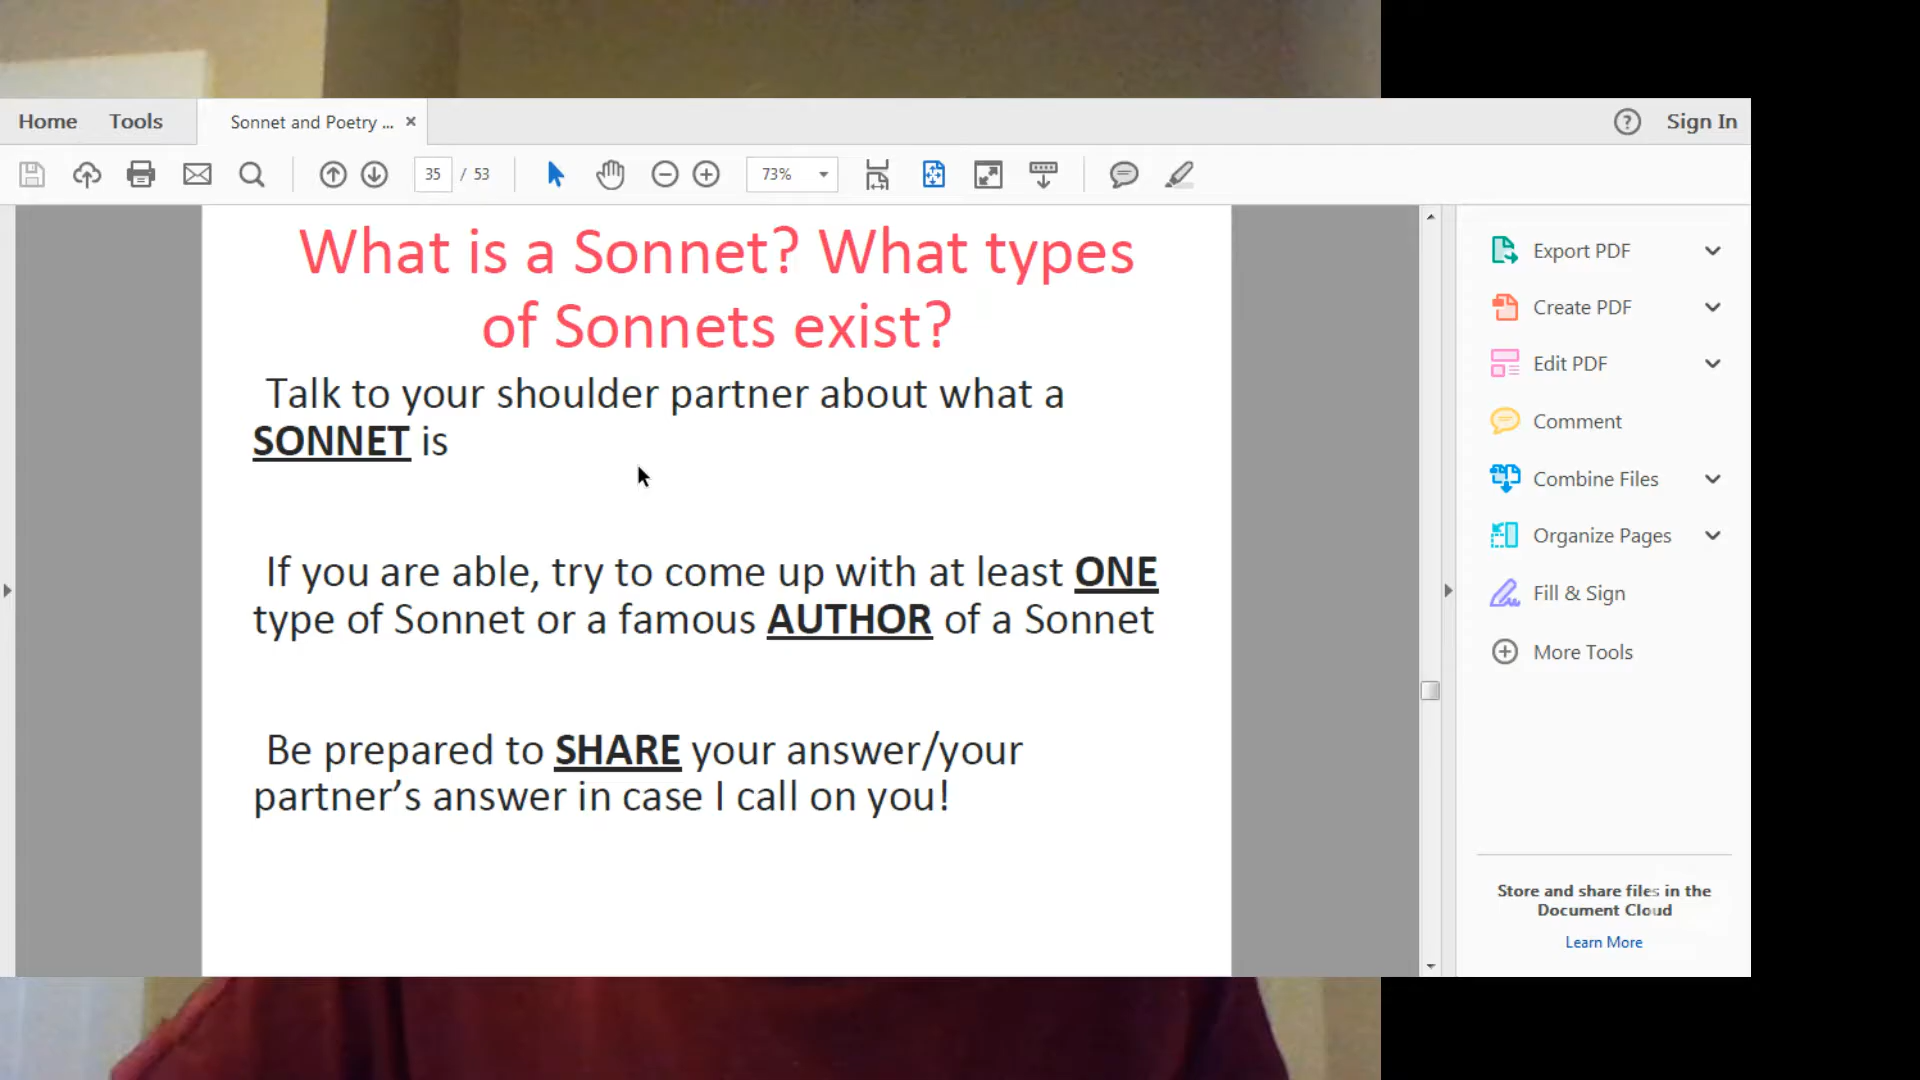 Home Tools Sonnet and Poetry ... × ? Sign In
35 / 53 73%
What is a Sonnet? What types
of Sonnets exist?
Talk to your shoulder partner about what a
SONNET is
If you are able, try to come up with at least ONE
type of Sonnet or a famous AUTHOR of a Sonnet
Be prepared to SHARE your answer/your
partner’s answer in case I call on you!
Export PDF
Create PDF
Edit PDF
Comment
Combine Files
Organize Pages
Fill & Sign
More Tools
Store and share files in the
Document Cloud
Learn More